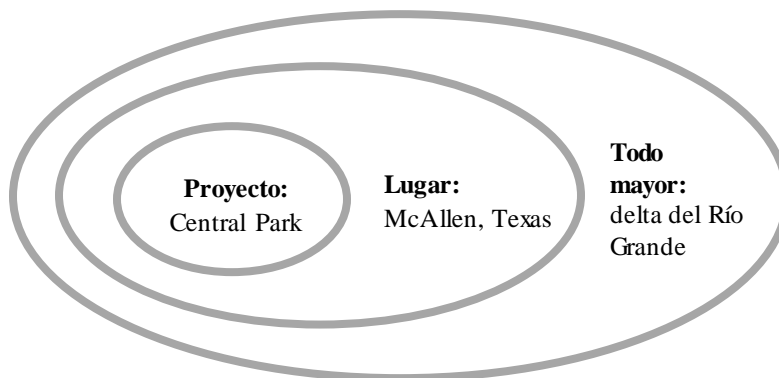 Proyecto:
Central Park
Lugar:
McAllen, Texas
Todo
mayor:
delta del Río
Grande